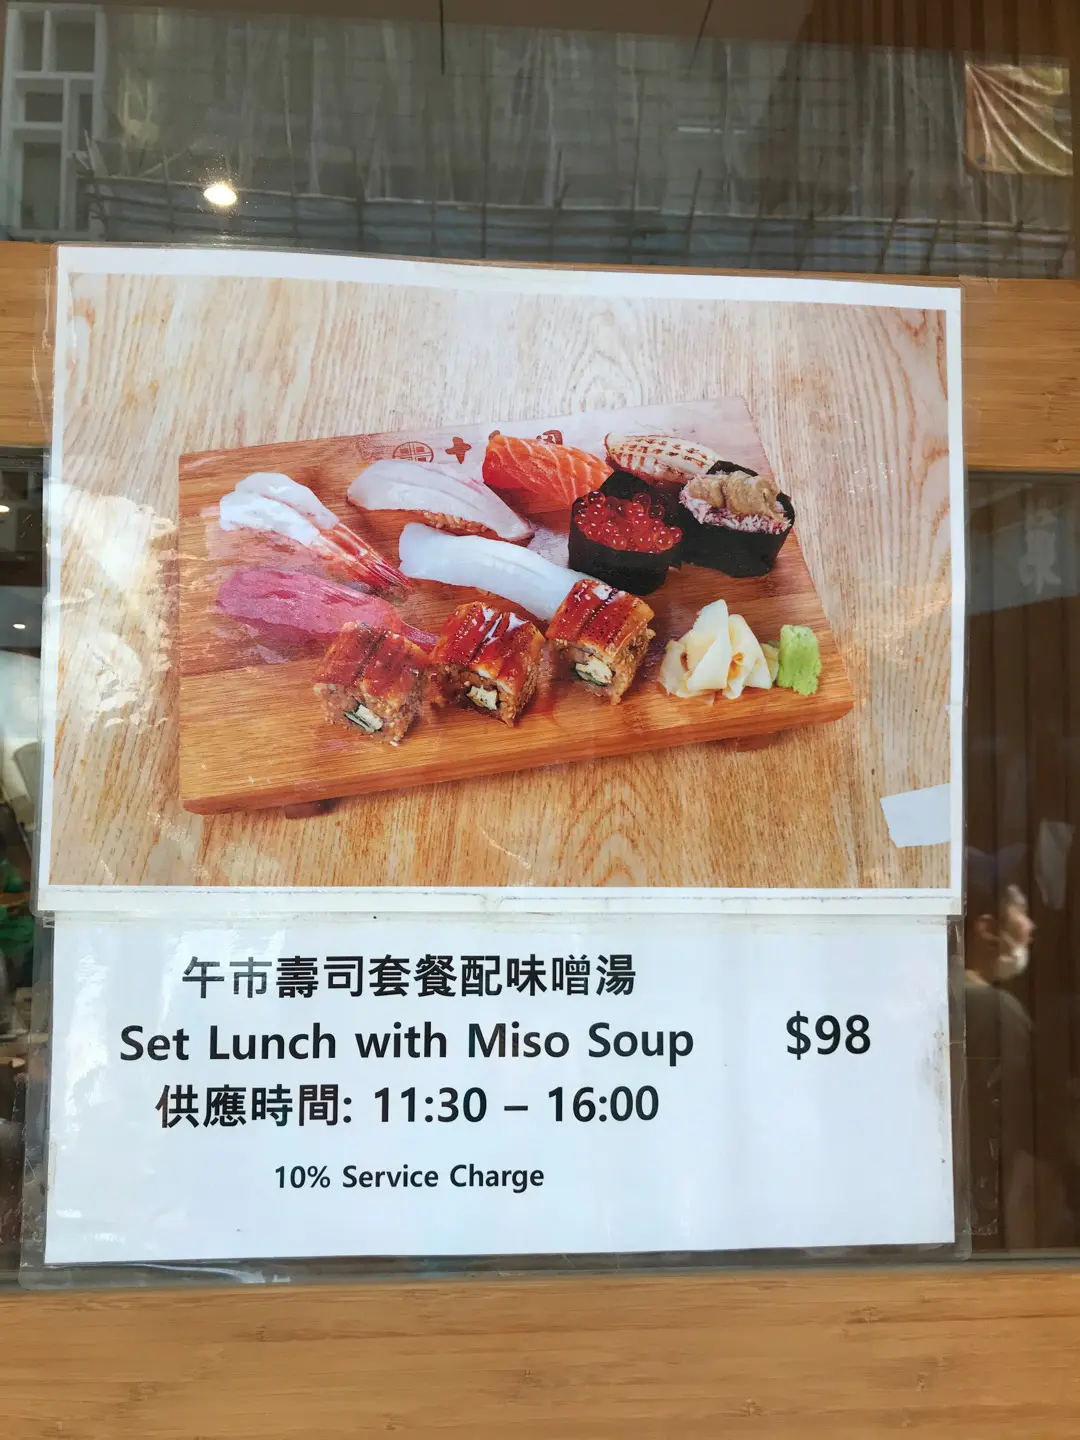 午市壽司套餐配味噌湯
Set Lunch with Miso Soup
$98
供應時間: 11:30 – 16:00
10% Service Charge